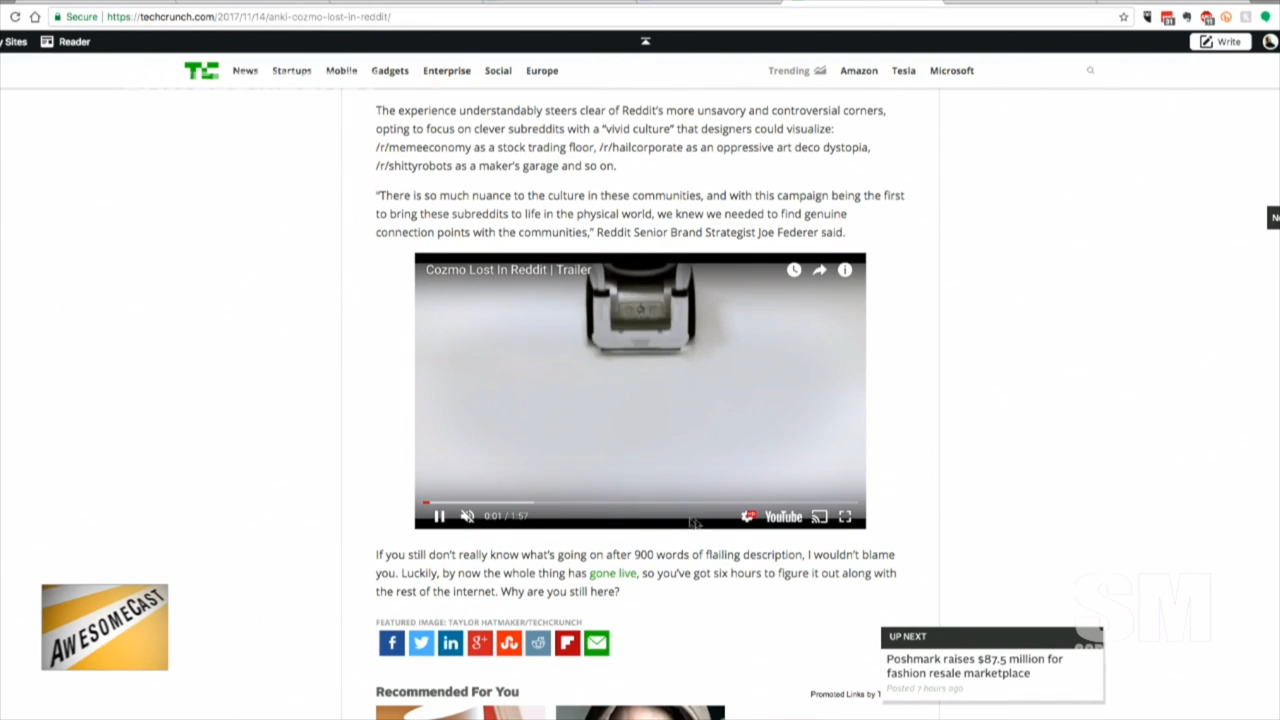 Secure
https://techcrunch.com/2017/11/14/anki-cozmo-lost-in-reddit/
Sites
Reader
Write
News Startups Mobile Gadgets Enterprise Social Europe
Trending Amazon Tesla Microsoft
The experience understandably steers clear of Reddit's more unsavory and controversial corners,
opting to focus on clever subreddits with a "vivid culture" that designers could visualize:
/r/memeeconomy as a stock trading floor, /r/hailcorporate as an oppressive art deco dystopia,
/r/shittyrobots as a maker's garage and so on.
"There is so much nuance to the culture in these communities, and with this campaign being the first
to bring these subreddits to life in the physical world, we knew we needed to find genuine
connection points with the communities," Reddit Senior Brand Strategist Joe Federer said.
Cozmo Lost In Reddit | Trailer
0:01 / 1:57
YouTube
If you still don't really know what's going on after 900 words of flailing description, I wouldn't blame
you. Luckily, by now the whole thing has gone live, so you've got six hours to figure it out along with
the rest of the internet. Why are you still here?
FEATURED IMAGE: TAYLOR HATMAKER/TECHCRUNCH
AWESOMECAST
SM
UP NEXT
Poshmark raises $87.5 million for
fashion resale marketplace
Posted 7 hours ago
Recommended For You
Promoted Links by